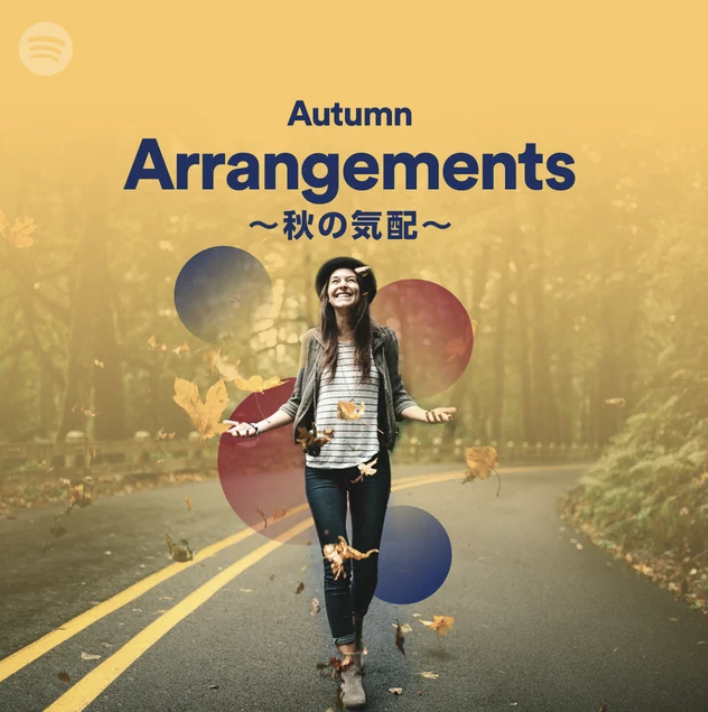 Autumn
Arrangements
～秋の気配～